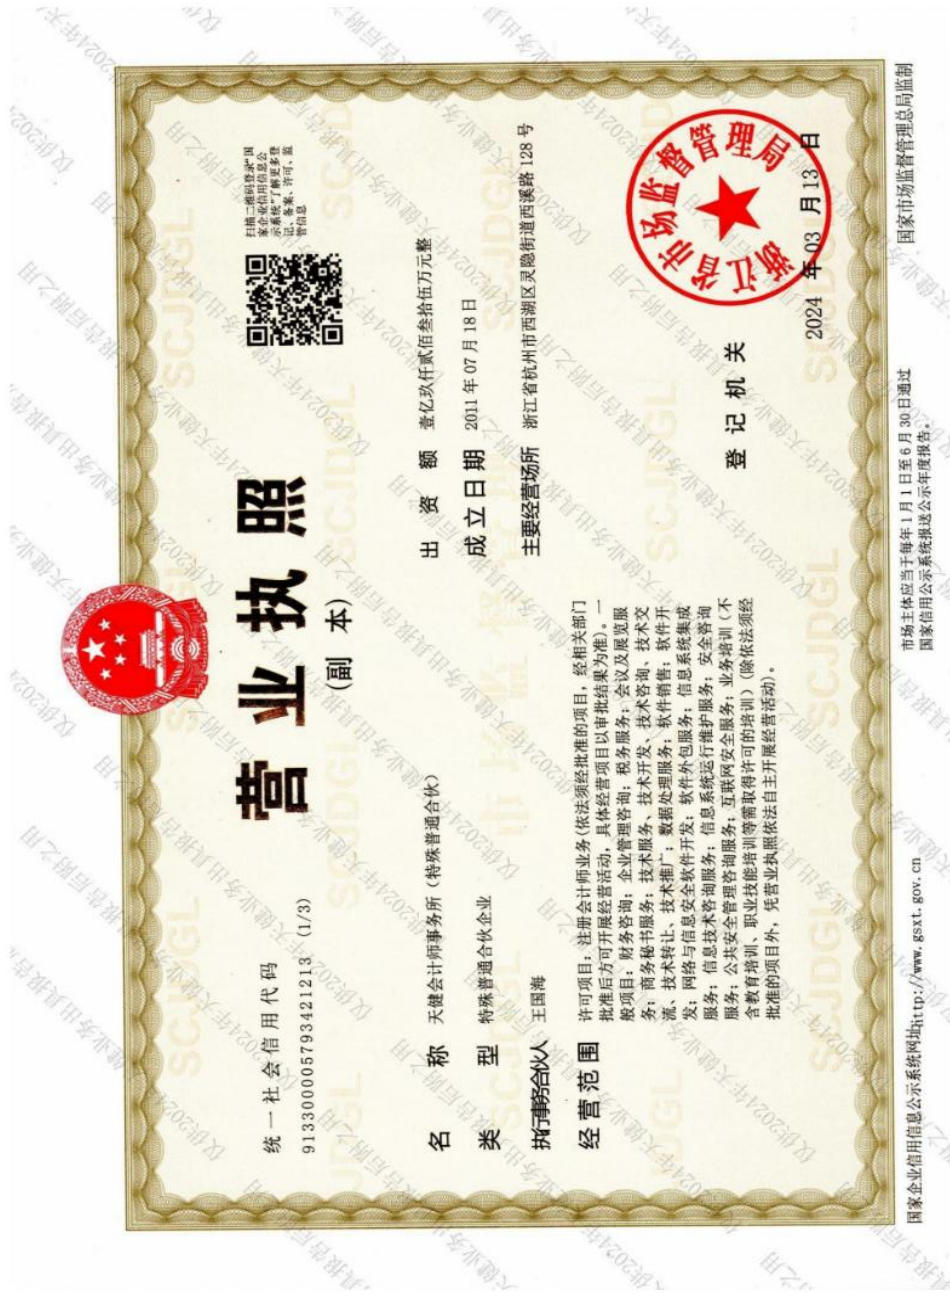 营业执照
(副本)
统一社会信用代码
913300005793421213 (1/3)
扫描二维码登录“国
家企业信用信息公
示系统”了解更多登
记、备案、许可、监
管信息
名称 天健会计师事务所（特殊普通合伙）
类型 特殊普通合伙企业
执行事务合伙人 王国海
经营范围 许可项目：注册会计师业务（依法须经批准的项目，经相关部门
批准后方可开展经营活动，具体经营项目以审批结果为准）。一
般项目：财务咨询；企业管理咨询；税务服务；会议及展览服
务；商务秘书服务；技术服务、技术开发、技术咨询、技术交
流、技术转让、技术推广；数据处理服务；软件销售；软件开
发；网络与信息安全软件开发；软件外包服务；信息系统集成
服务；信息技术咨询服务；信息系统运行维护服务；安全咨询
服务；公共安全管理咨询服务；互联网安全服务；业务培训（不
含教育培训、职业技能培训等需取得许可的培训）（除依法须经
批准的项目外，凭营业执照依法自主开展经营活动）。
出资额 壹亿玖仟贰佰叁拾伍万元整
成立日期 2011年07月18日
主要经营场所 浙江省杭州市西湖区灵隐街道西溪路128号
登记机关
浙江省市场监督管理局
2024年03月13日
国家企业信用信息公示系统网址http://www.gsxt.gov.cn
市场主体应当于每年1月1日至6月30日通过
国家信用公示系统报送公示年度报告。
国家市场监督管理总局监制
SCJDGL
仅供2024年天健业务出具报告后附之用